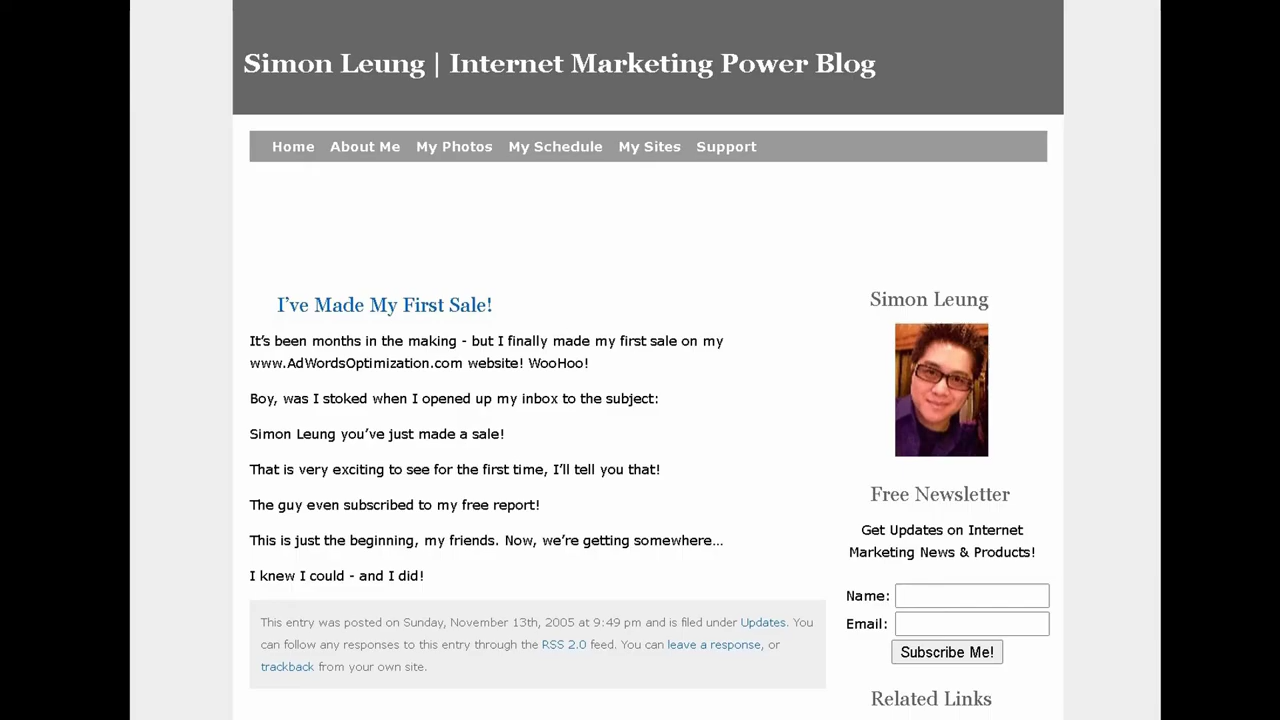 Simon Leung | Internet Marketing Power Blog
Home About Me My Photos My Schedule My Sites Support
I’ve Made My First Sale!
It’s been months in the making - but I finally made my first sale on my
www.AdWordsOptimization.com website! WooHoo!
Boy, was I stoked when I opened up my inbox to the subject:
Simon Leung you’ve just made a sale!
That is very exciting to see for the first time, I’ll tell you that!
The guy even subscribed to my free report!
This is just the beginning, my friends. Now, we’re getting somewhere…
I knew I could - and I did!
This entry was posted on Sunday, November 13th, 2005 at 9:49 pm and is filed under Updates. You
can follow any responses to this entry through the RSS 2.0 feed. You can leave a response, or
trackback from your own site.
Simon Leung
Free Newsletter
Get Updates on Internet
Marketing News & Products!
Name:
Email:
Subscribe Me!
Related Links